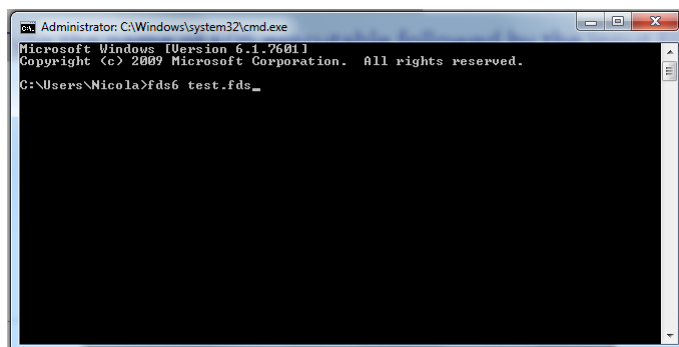 Administrator: C:\Windows\system32\cmd.exe
Microsoft Windows [Version 6.1.7601]
Copyright (c) 2009 Microsoft Corporation.  All rights reserved.
C:\Users\Nicola>fds6 test.fds_